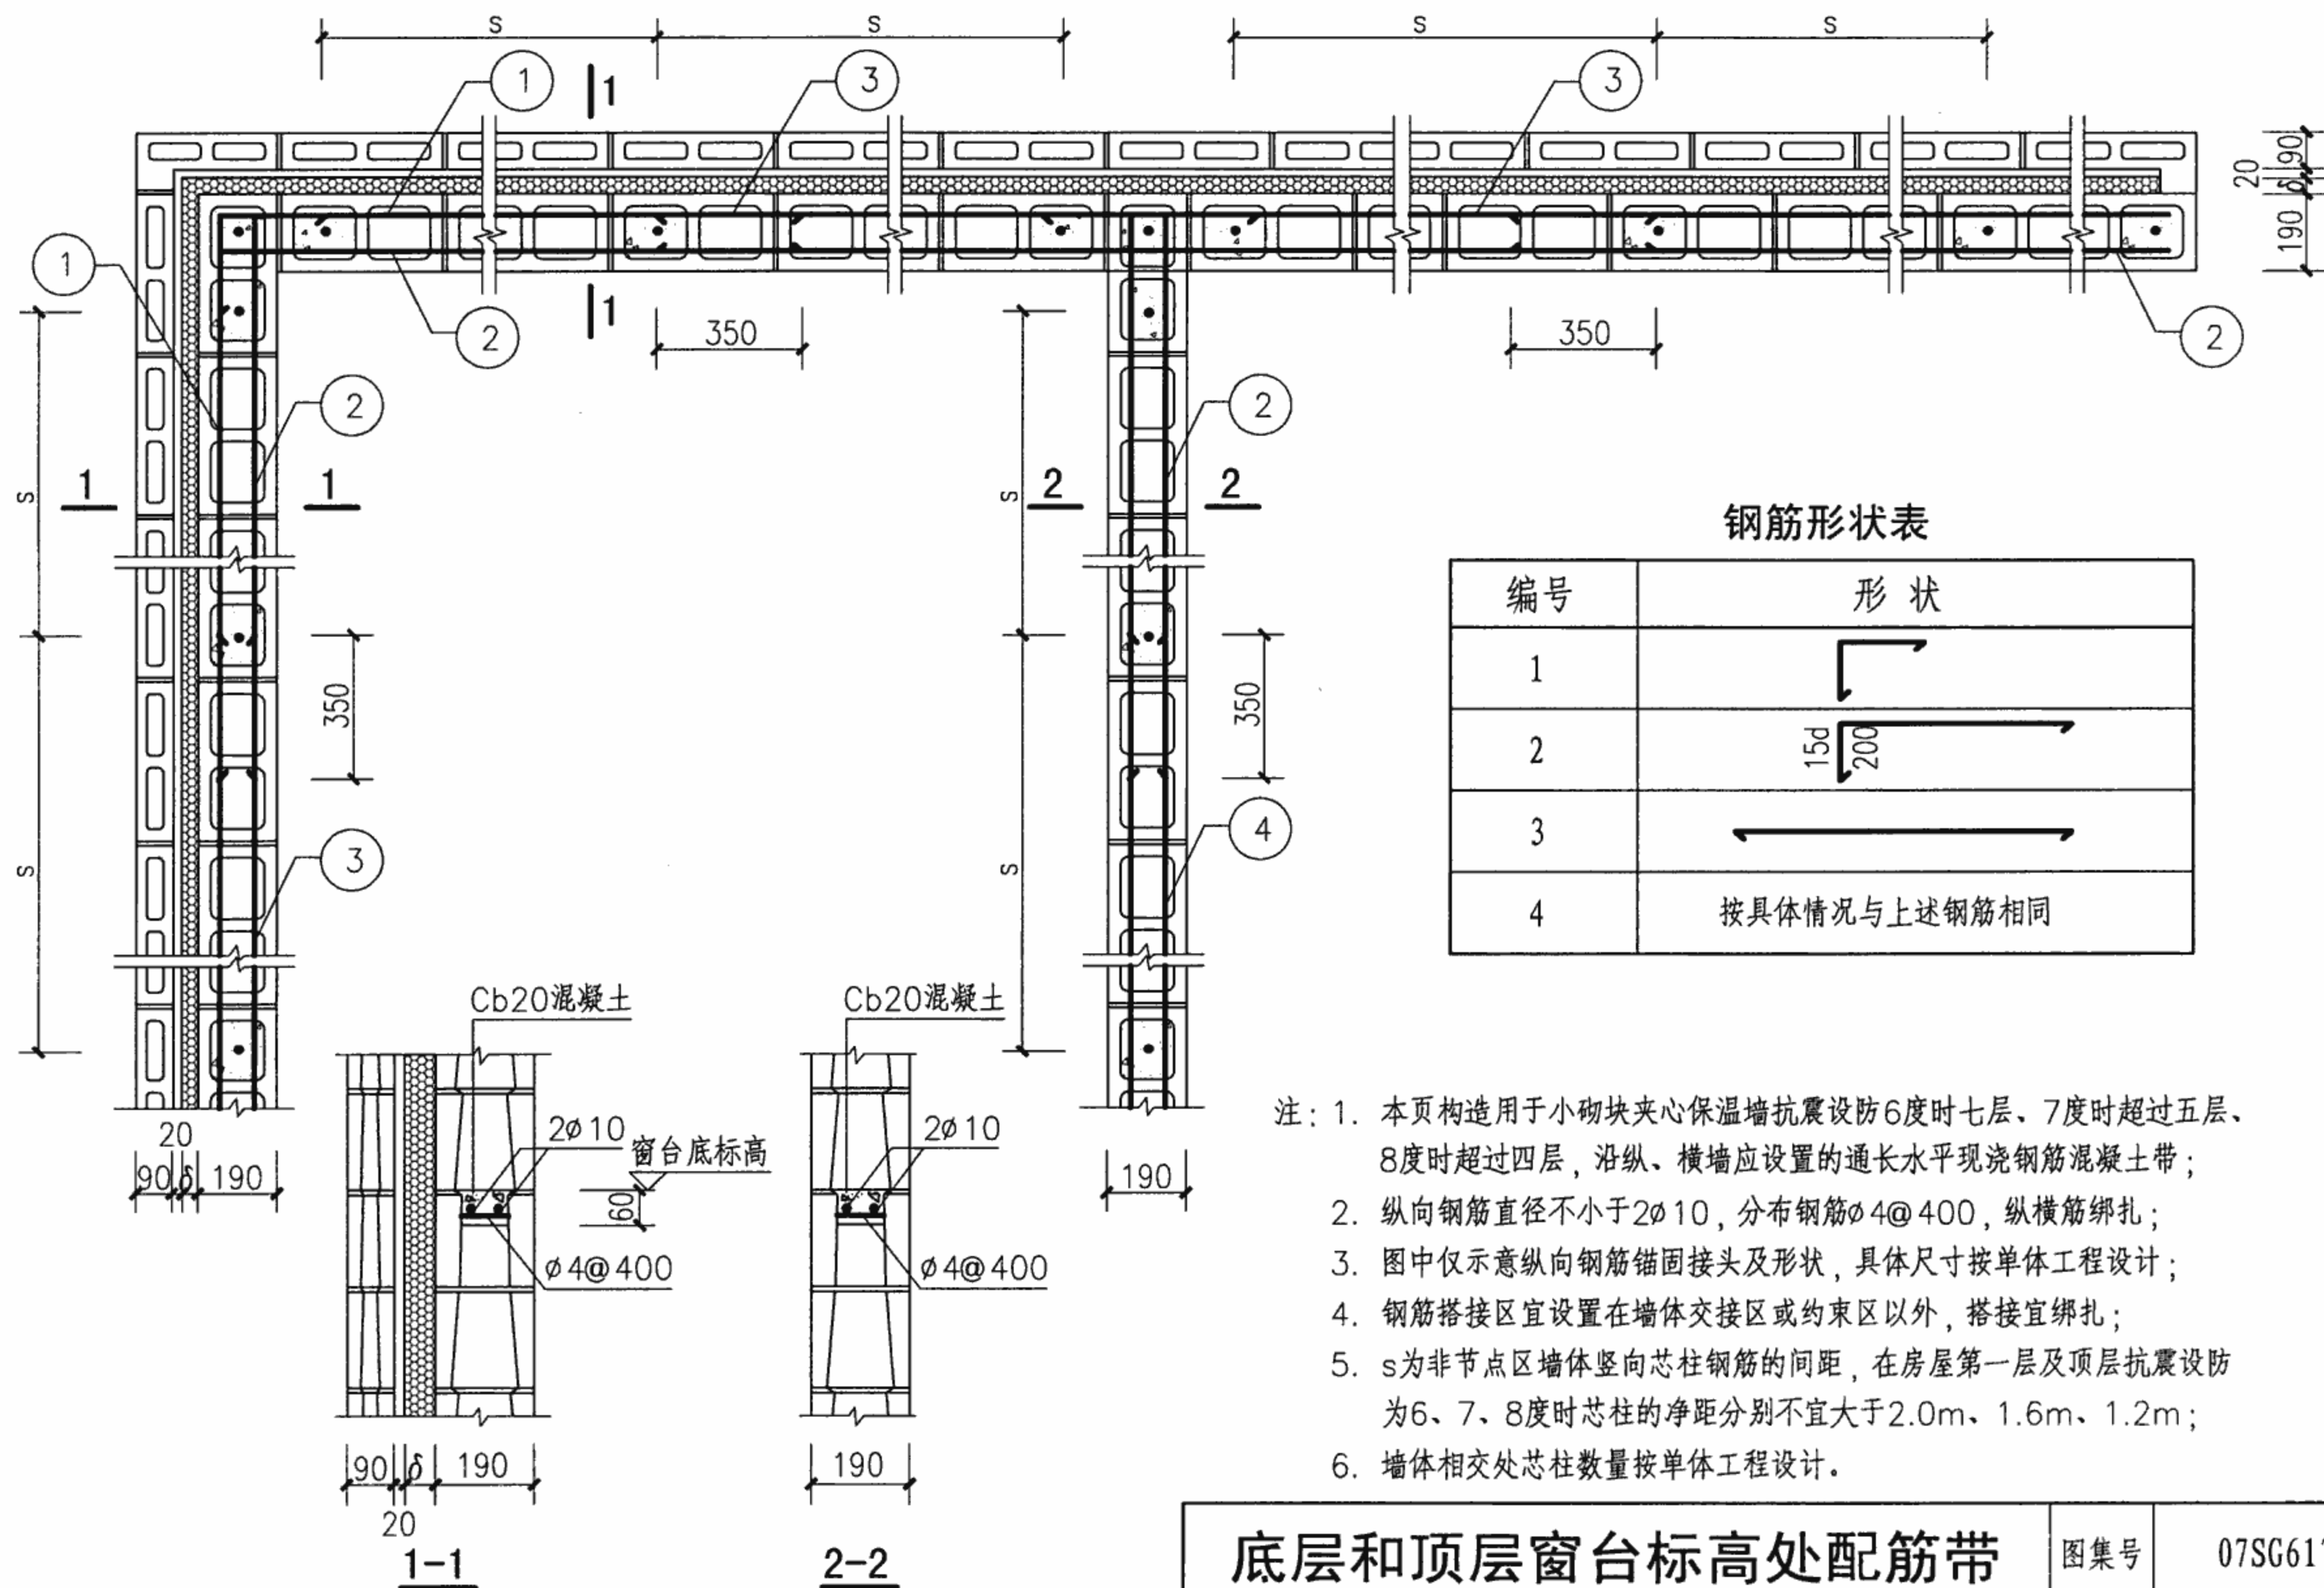 s
s
s
s
1
3
3
1
20
δ
90
190
1
2
1
350
350
2
2
2
s
1
1
s
2
2
钢筋形状表
编号
形 状
1
2
15d
200
3
4
按具体情况与上述钢筋相同
350
350
3
4
s
s
Cb20混凝土
Cb20混凝土
20
90
δ
190
2ø10
窗台底标高
60
ø4@400
2ø10
ø4@400
190
90
δ
190
20
190
1-1
2-2
注: 1. 本页构造用于小砌块夹心保温墙抗震设防6度时七层、7度时超过五层、
8度时超过四层,沿纵、横墙应设置的通长水平现浇钢筋混凝土带;
2. 纵向钢筋直径不小于2ø10,分布钢筋ø4@400,纵横筋绑扎;
3. 图中仅示意纵向钢筋锚固接头及形状,具体尺寸按单体工程设计;
4. 钢筋搭接区宜设置在墙体交接区或约束区以外,搭接宜绑扎;
5. s为非节点区墙体竖向芯柱钢筋的间距,在房屋第一层及顶层抗震设防
为6、7、8度时芯柱的净距分别不宜大于2.0m、1.6m、1.2m;
6. 墙体相交处芯柱数量按单体工程设计。
底层和顶层窗台标高处配筋带
图集号
07SG617